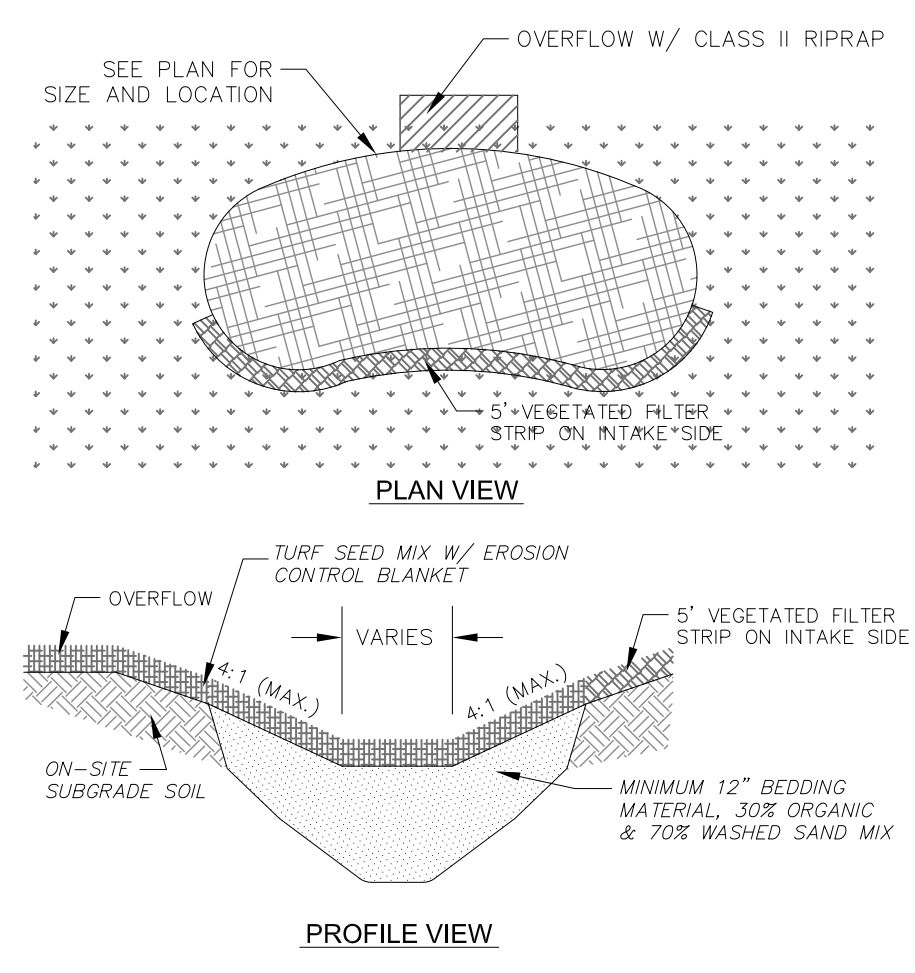 OVERFLOW W/ CLASS II RIPRAP
SEE PLAN FOR
SIZE AND LOCATION
5' VEGETATED FILTER
STRIP ON INTAKE SIDE
PLAN VIEW
TURF SEED MIX W/ EROSION
CONTROL BLANKET
OVERFLOW
VARIES
5' VEGETATED FILTER
STRIP ON INTAKE SIDE
4:1 (MAX.)
4:1 (MAX.)
ON-SITE
SUBGRADE SOIL
MINIMUM 12" BEDDING
MATERIAL, 30% ORGANIC
& 70% WASHED SAND MIX
PROFILE VIEW